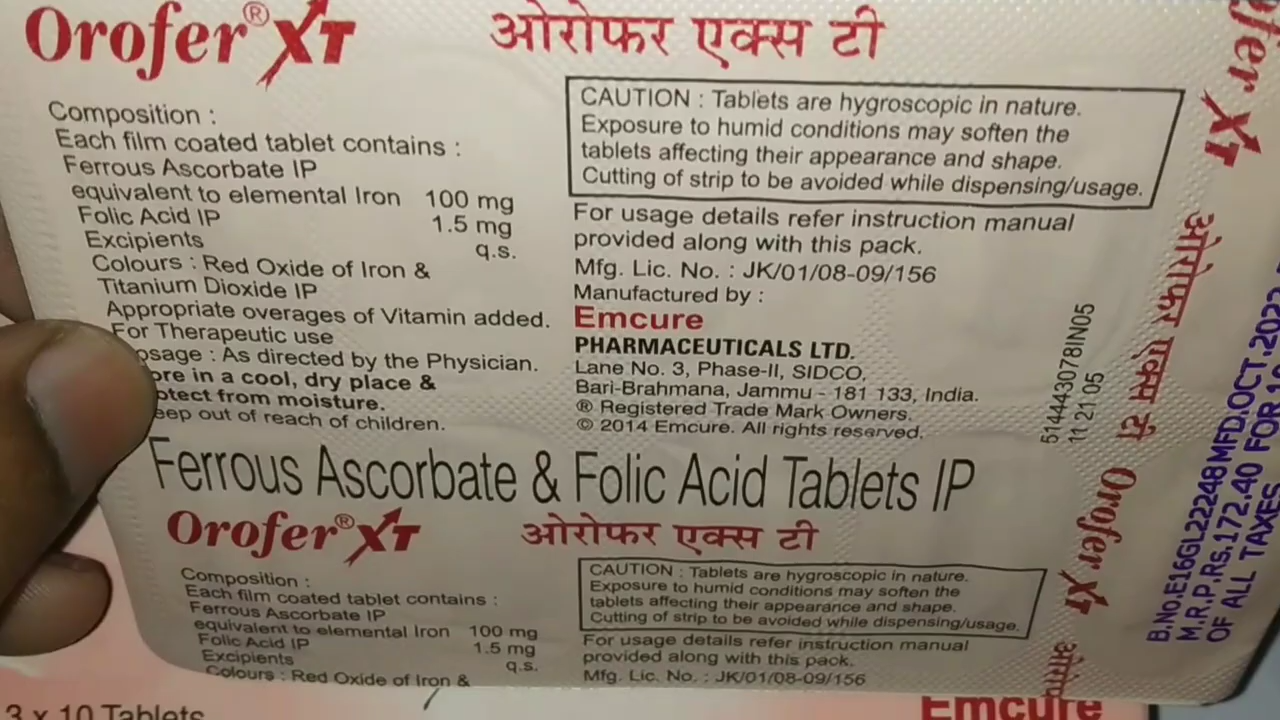 Orofer® XT
ओरोफर एक्स टी
Composition :
Each film coated tablet contains :
Ferrous Ascorbate IP
equivalent to elemental Iron 100 mg
Folic Acid IP 1.5 mg
Excipients q.s.
Colours : Red Oxide of Iron &
Titanium Dioxide IP
Appropriate overages of Vitamin added.
For Therapeutic use
osage : As directed by the Physician.
ore in a cool, dry place &
otect from moisture.
eep out of reach of children.
CAUTION : Tablets are hygroscopic in nature.
Exposure to humid conditions may soften the
tablets affecting their appearance and shape.
Cutting of strip to be avoided while dispensing/usage.
For usage details refer instruction manual
provided along with this pack.
Mfg. Lic. No. : JK/01/08-09/156
Manufactured by :
Emcure
PHARMACEUTICALS LTD.
Lane No. 3, Phase-II, SIDCO,
Bari-Brahmana, Jammu - 181 133, India.
® Registered Trade Mark Owners.
© 2014 Emcure. All rights reserved.
Ferrous Ascorbate & Folic Acid Tablets IP
Orofer® XT
ओरोफर एक्स टी
Composition :
Each film coated tablet contains :
Ferrous Ascorbate IP
equivalent to elemental Iron 100 mg
Folic Acid IP 1.5 mg
Excipients q.s.
Colours : Red Oxide of Iron &
CAUTION : Tablets are hygroscopic in nature.
Exposure to humid conditions may soften the
tablets affecting their appearance and shape.
Cutting of strip to be avoided while dispensing/usage.
For usage details refer instruction manual
provided along with this pack.
Mfg. Lic. No. : JK/01/08-09/156
5144443078IN05
11 21 05
ofer XT
ओरोफर एक्स टी
Orofer XT
B.No.E16GL22248 MFD.OCT.2022
M.R.P.Rs.172.40 FOR 10
OF ALL TAXES
3 x 10 Tablets
Emcure